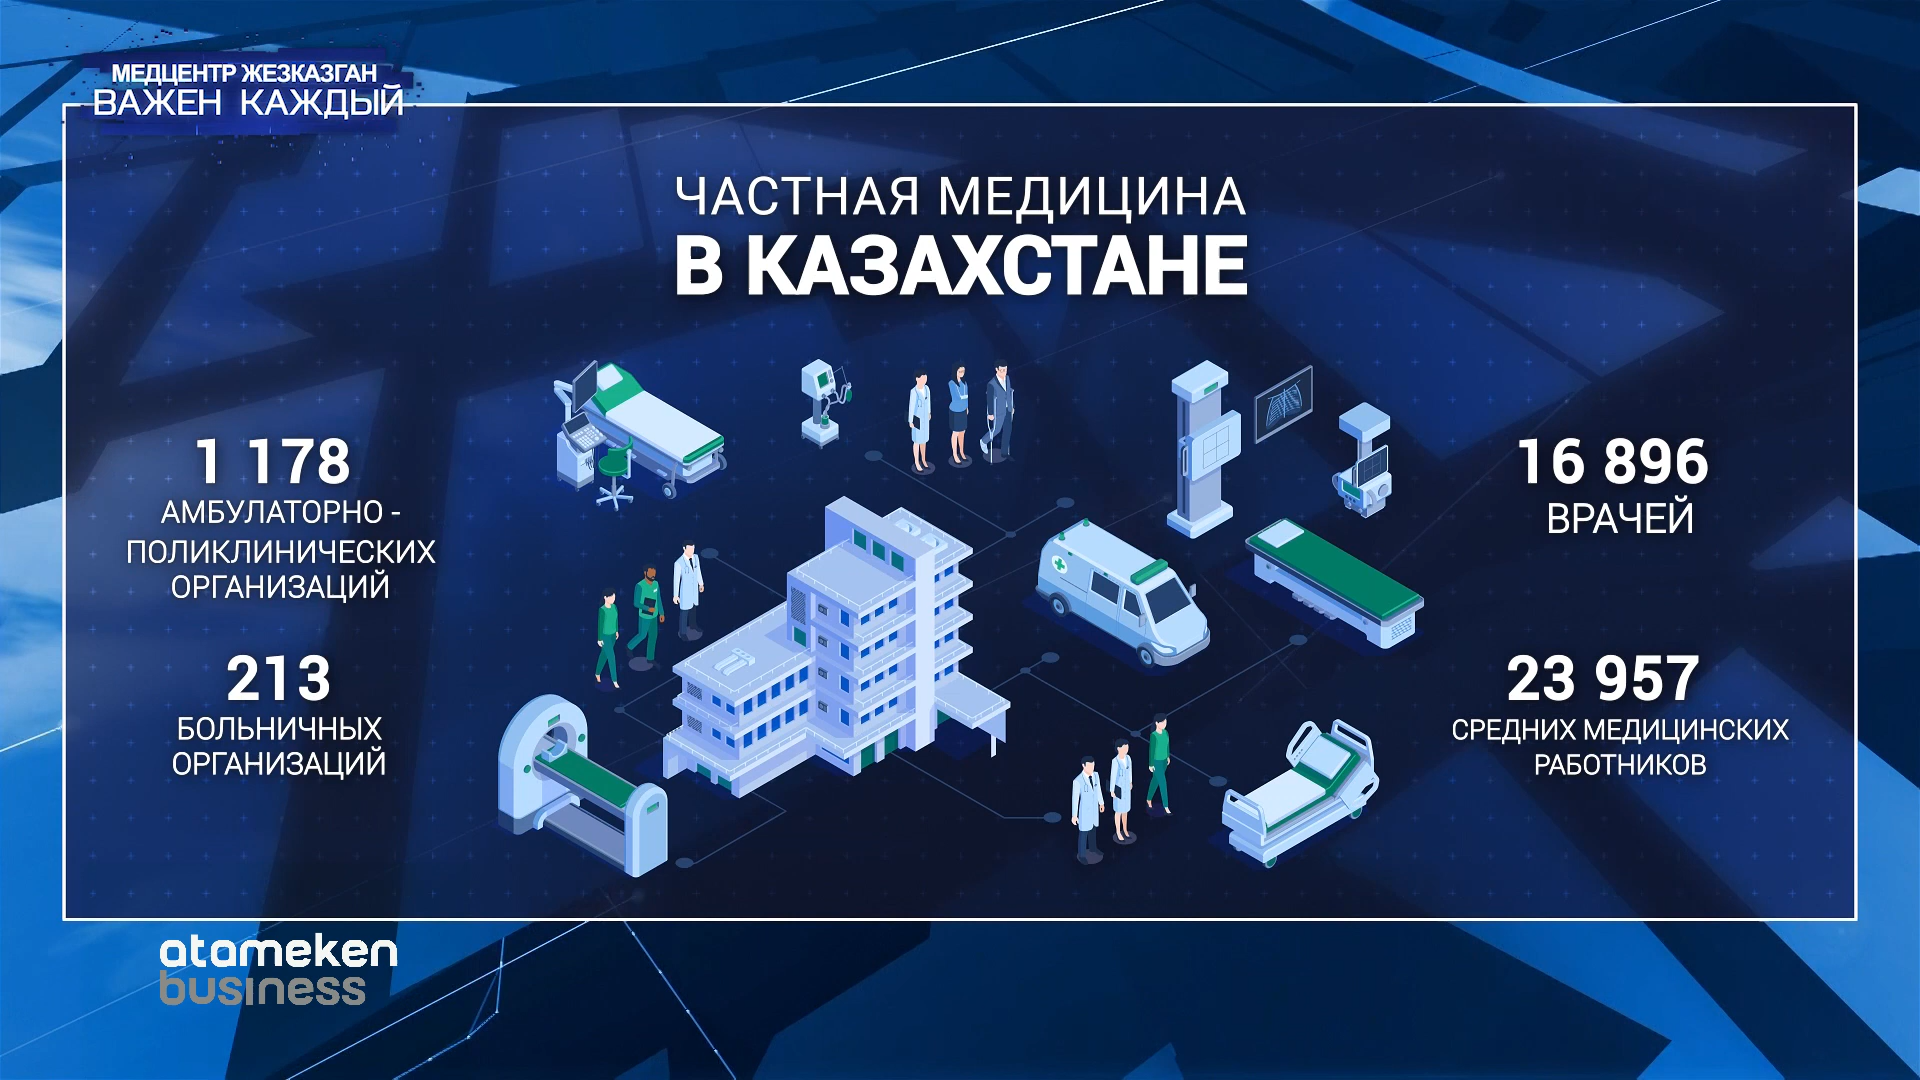 МЕДЦЕНТР ЖЕЗКАЗГАН
ВАЖЕН КАЖДЫЙ
ЧАСТНАЯ МЕДИЦИНА
В КАЗАХСТАНЕ
1 178
АМБУЛАТОРНО -
ПОЛИКЛИНИЧЕСКИХ
ОРГАНИЗАЦИЙ
213
БОЛЬНИЧНЫХ
ОРГАНИЗАЦИЙ
16 896
ВРАЧЕЙ
23 957
СРЕДНИХ МЕДИЦИНСКИХ
РАБОТНИКОВ
atameken
business